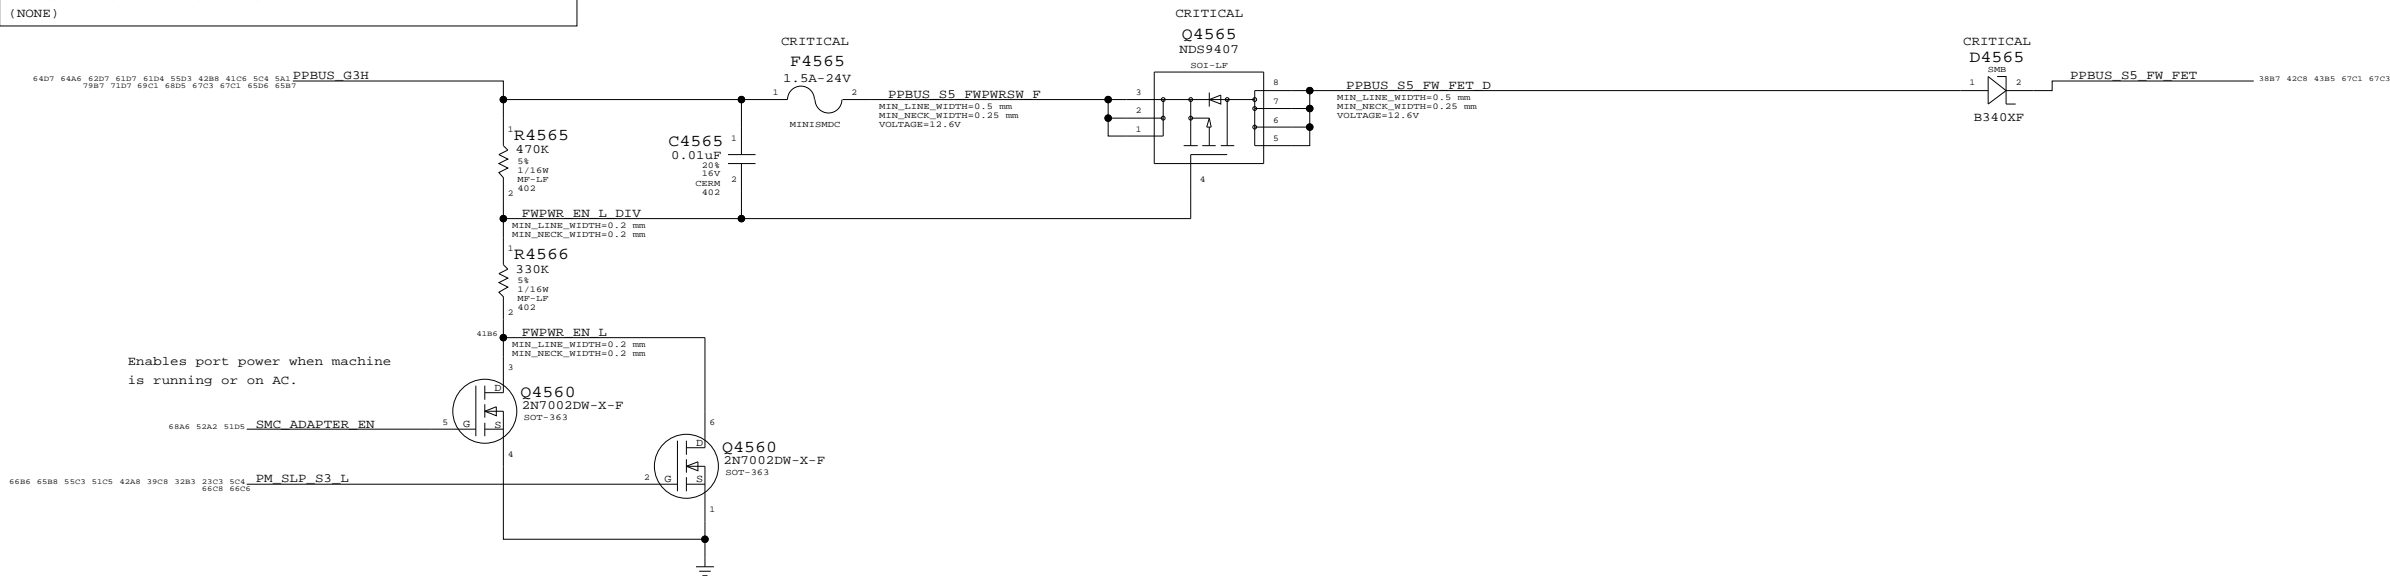 (NONE)
CRITICAL
Q4565
NDS9407
SOI-LF
CRITICAL
F4565
1.5A-24V
1
2
MINISMDC
CRITICAL
D4565
SMB
1
2
B340XF
64D7 64A6 62D7 61D7 61D4 55D3 42B8 41C6 5C4 5A1
79B7 71D7 69C1 68D5 67C3 67C1 65D6 65B7
PPBUS_G3H
PPBUS_S5_FWPWRSW_F
MIN_LINE_WIDTH=0.5 mm
MIN_NECK_WIDTH=0.25 mm
VOLTAGE=12.6V
3
2
1
8
7
6
5
4
PPBUS_S5_FW_FET_D
MIN_LINE_WIDTH=0.5 mm
MIN_NECK_WIDTH=0.25 mm
VOLTAGE=12.6V
PPBUS_S5_FW_FET
38B7 42C8 43B5 67C1 67C3
1
R4565
470K
5%
1/16W
MF-LF
402
2
C4565
0.01uF
20%
16V
CERM
402
1
2
FWPWR_EN_L_DIV
MIN_LINE_WIDTH=0.2 mm
MIN_NECK_WIDTH=0.2 mm
1
R4566
330K
5%
1/16W
MF-LF
402
2
41B6
FWPWR_EN_L
MIN_LINE_WIDTH=0.2 mm
MIN_NECK_WIDTH=0.2 mm
Enables port power when machine
is running or on AC.
3
D
Q4560
2N7002DW-X-F
SOT-363
68A6 52A2 51D5
SMC_ADAPTER_EN
5
G
S
4
6
D
Q4560
2N7002DW-X-F
SOT-363
66B6 65B8 55C3 51C5 42A8 39C8 32B3 23C3 5C4
66C8 66C6
PM_SLP_S3_L
2
G
S
1